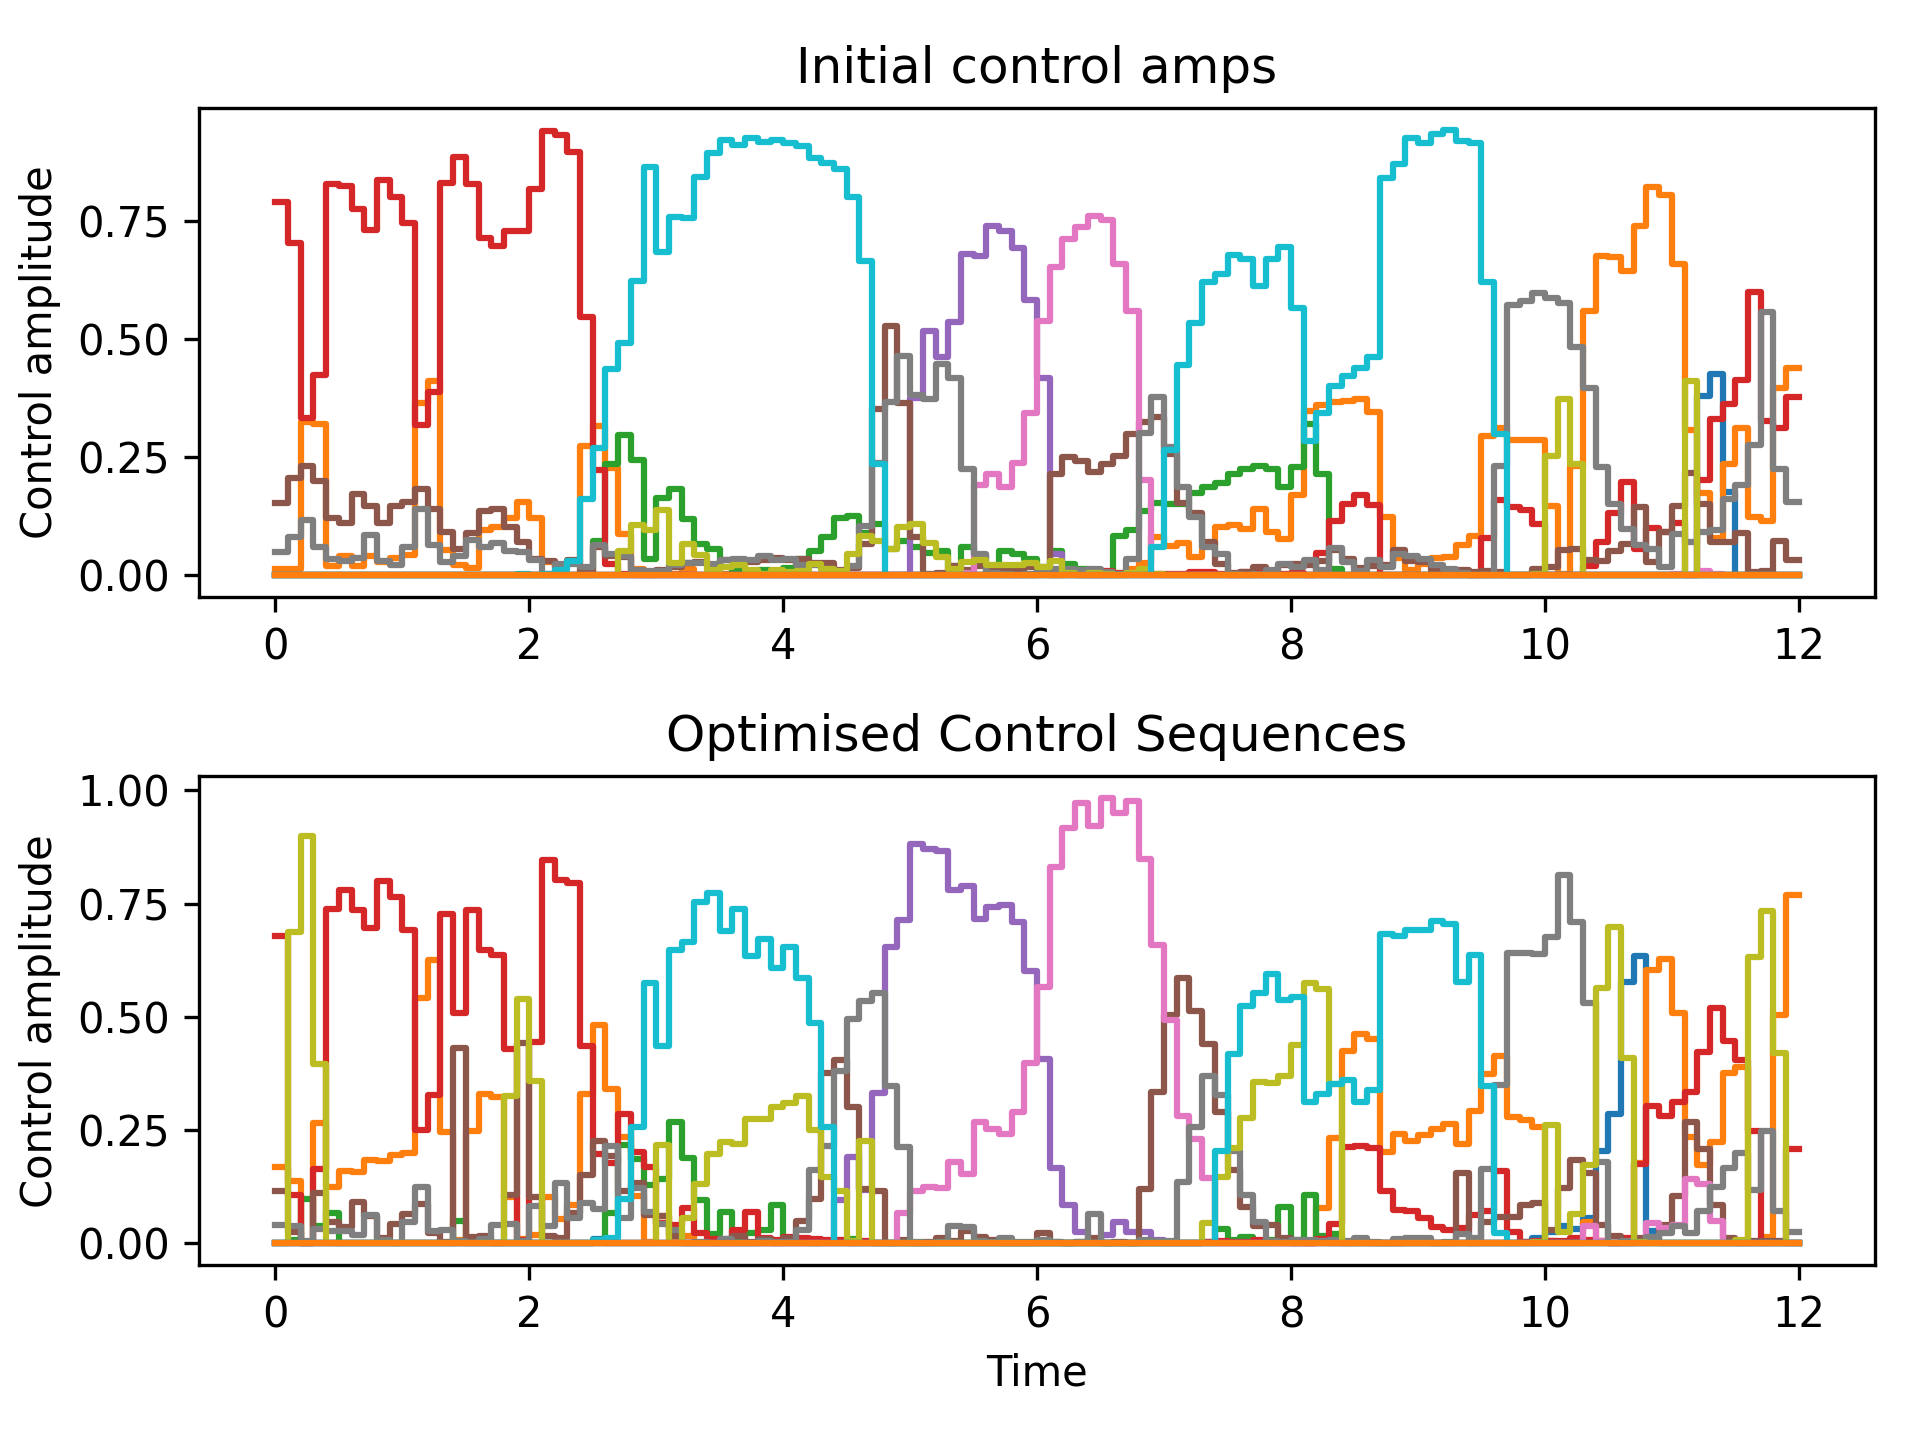 Initial control amps
Control amplitude
0.75
0.50
0.25
0.00
0 2 4 6 8 10 12
Optimised Control Sequences
Control amplitude
1.00
0.75
0.50
0.25
0.00
0 2 4 6 8 10 12
Time